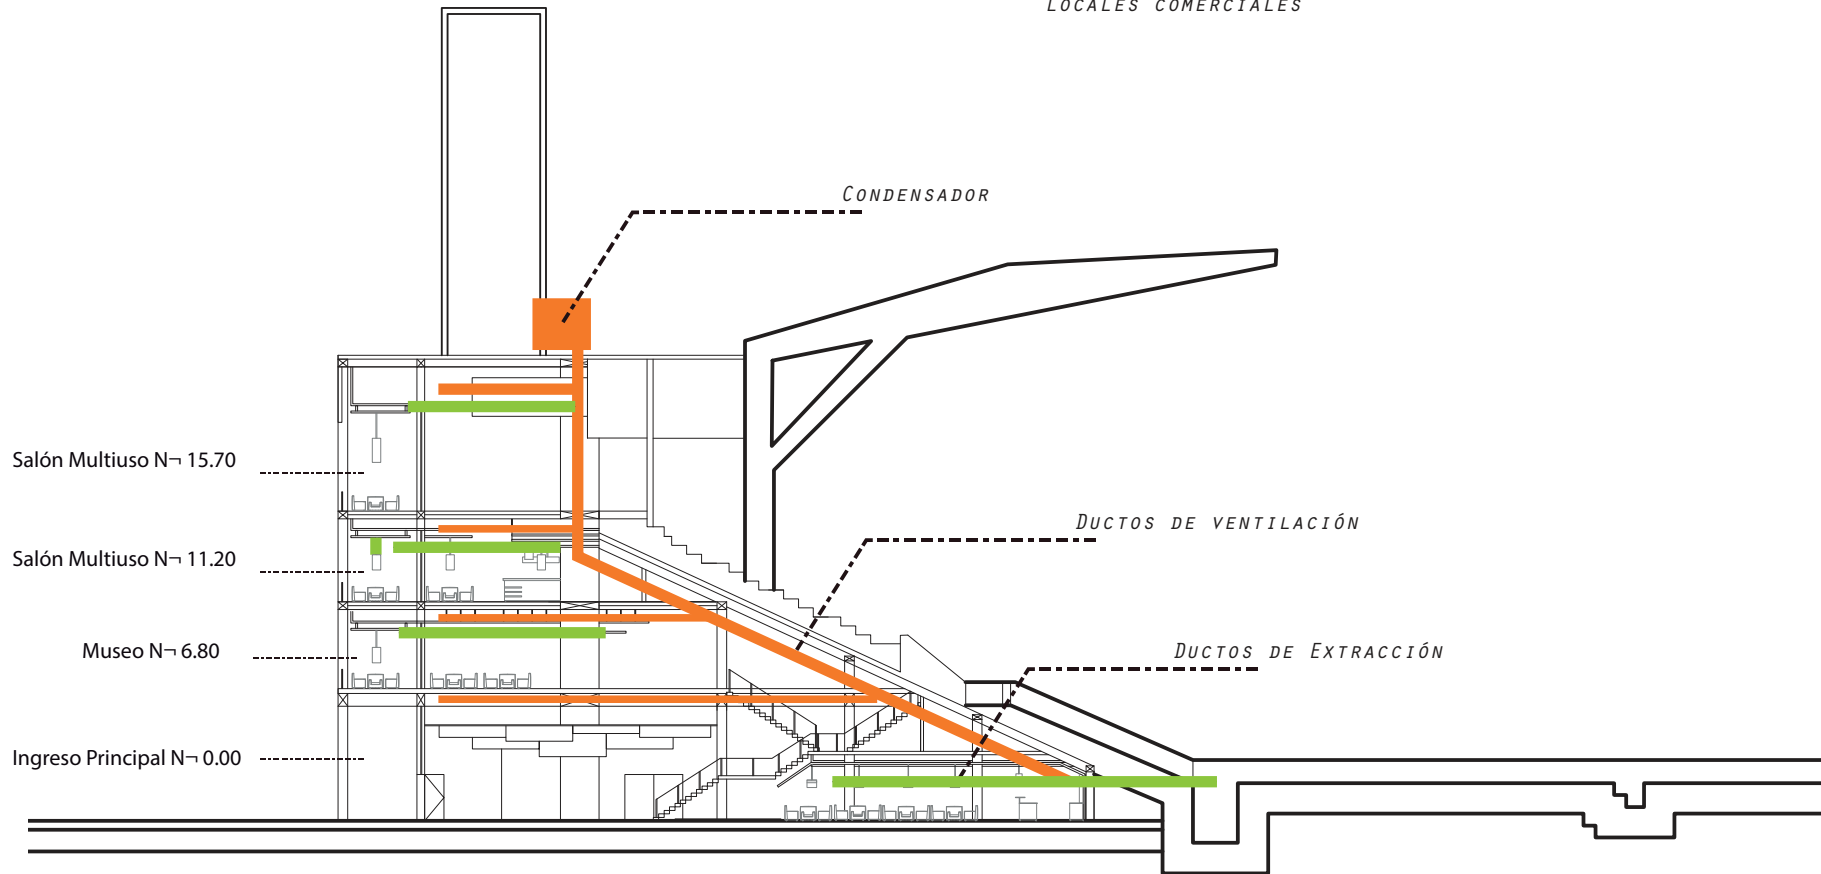 LOCALES COMERCIALES
CONDENSADOR
Salón Multiuso N¬ 15.70
DUCTOS DE VENTILACIÓN
Salón Multiuso N¬ 11.20
DUCTOS DE EXTRACCIÓN
Museo N¬ 6.80
Ingreso Principal N¬ 0.00